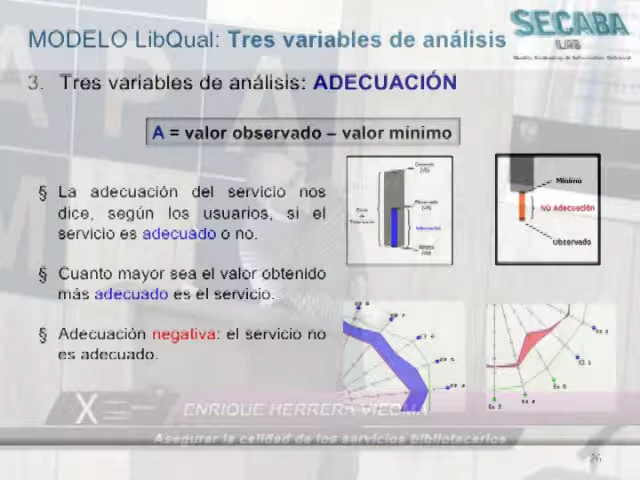 MODELO LibQual: Tres variables de análisis
SECABA
LAB
3. Tres variables de análisis: ADECUACIÓN
A = valor observado – valor mínimo
§ La adecuación del servicio nos
dice, según los usuarios, si el
servicio es adecuado o no.
§ Cuanto mayor sea el valor obtenido
más adecuado es el servicio.
§ Adecuación negativa: el servicio no
es adecuado.
Adecuación
Mínimo
NO Adecuación
Observado
ENRIQUE HERRERA VIEDMA
Asegurar la calidad de los servicios bibliotecarios
26